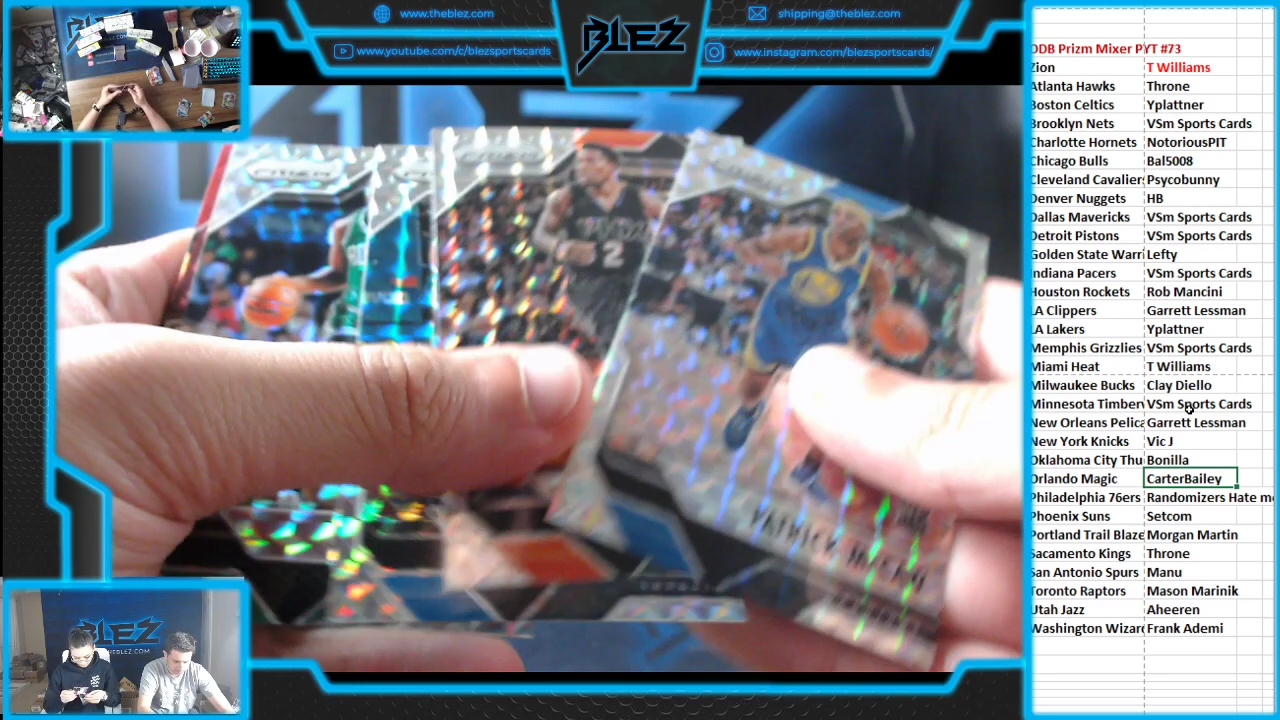 www.theblez.com
shipping@theblez.com
www.youtube.com/c/blezsportscards
www.instagram.com/blezsportscards/
BLEZ
ODB Prizm Mixer PYT #73
Zion T Williams
Atlanta Hawks Throne
Boston Celtics Yplattner
Brooklyn Nets VSm Sports Cards
Charlotte Hornets NotoriousPIT
Chicago Bulls Bal5008
Cleveland Cavalier Psycobunny
Denver Nuggets HB
Dallas Mavericks VSm Sports Cards
Detroit Pistons VSm Sports Cards
Golden State Warri Lefty
Indiana Pacers VSm Sports Cards
Houston Rockets Rob Mancini
LA Clippers Garrett Lessman
LA Lakers Yplattner
Memphis Grizzlies VSm Sports Cards
Miami Heat T Williams
Milwaukee Bucks Clay Diello
Minnesota Timber VSm Sports Cards
New Orleans Pelica Garrett Lessman
New York Knicks Vic J
Oklahoma City Thu Bonilla
Orlando Magic CarterBailey
Philadelphia 76ers Randomizers Hate me
Phoenix Suns Setcom
Portland Trail Blaze Morgan Martin
Sacamento Kings Throne
San Antonio Spurs Manu
Toronto Raptors Mason Marinik
Utah Jazz Aheeren
Washington Wizar Frank Ademi
PRIZM
2
PATRICK McCAW
BLEZ